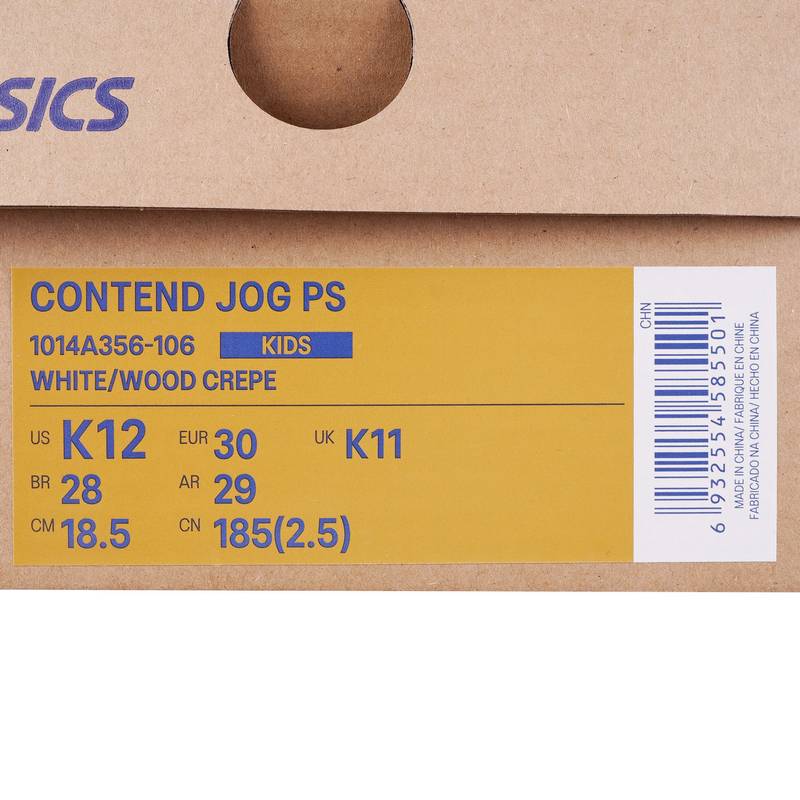 SICS
CONTEND JOG PS
1014A356-106 KIDS
WHITE/WOOD CREPE
US K12 EUR 30 UK K11
BR 28 AR 29
CM 18.5 CN 185(2.5)
CHN
6 932554 585501
MADE IN CHINA/ FABRIQUE EN CHINE
FABRICADO NA CHINA/ HECHO EN CHINA